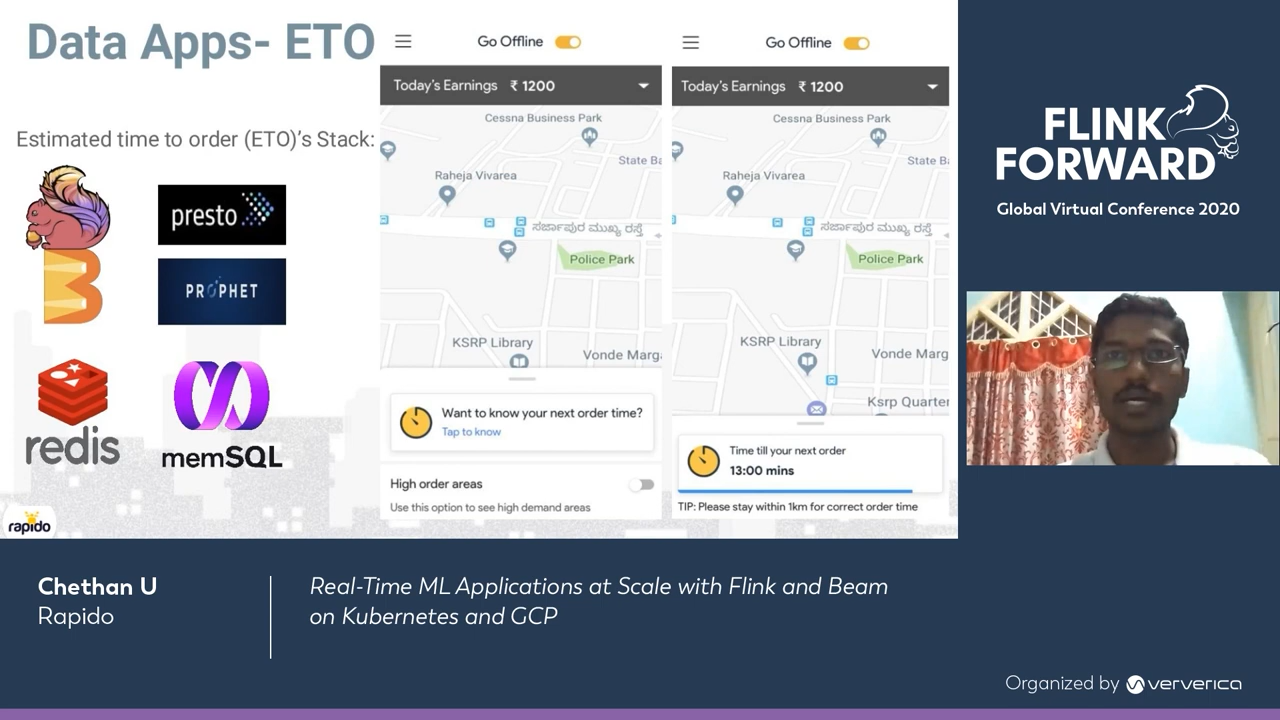 Data Apps- ETO
Estimated time to order (ETO)'s Stack:
presto
PROPHET
redis
memSQL
rapido
Go Offline
Today's Earnings ₹ 1200
Cessna Business Park
State Ba
Raheja Vivarea
ಸರ್ಜಾಪುರ ಮುಖ್ಯ ರಸ್ತೆ
Police Park
KSRP Library
Vonde Marg
Want to know your next order time?
Tap to know
High order areas
Use this option to see high demand areas
Go Offline
Today's Earnings ₹ 1200
Cessna Business Park
State B
Raheja Vivarea
ಸರ್ಜಾಪುರ ಮುಖ್ಯ ರಸ್ತೆ
Police Park
KSRP Library
Vonde Marg
Ksrp Quarter
Time till your next order
13:00 mins
TIP: Please stay within 1km for correct order time
FLINK
FORWARD
Global Virtual Conference 2020
Chethan U
Rapido
Real-Time ML Applications at Scale with Flink and Beam
on Kubernetes and GCP
Organized by ververica